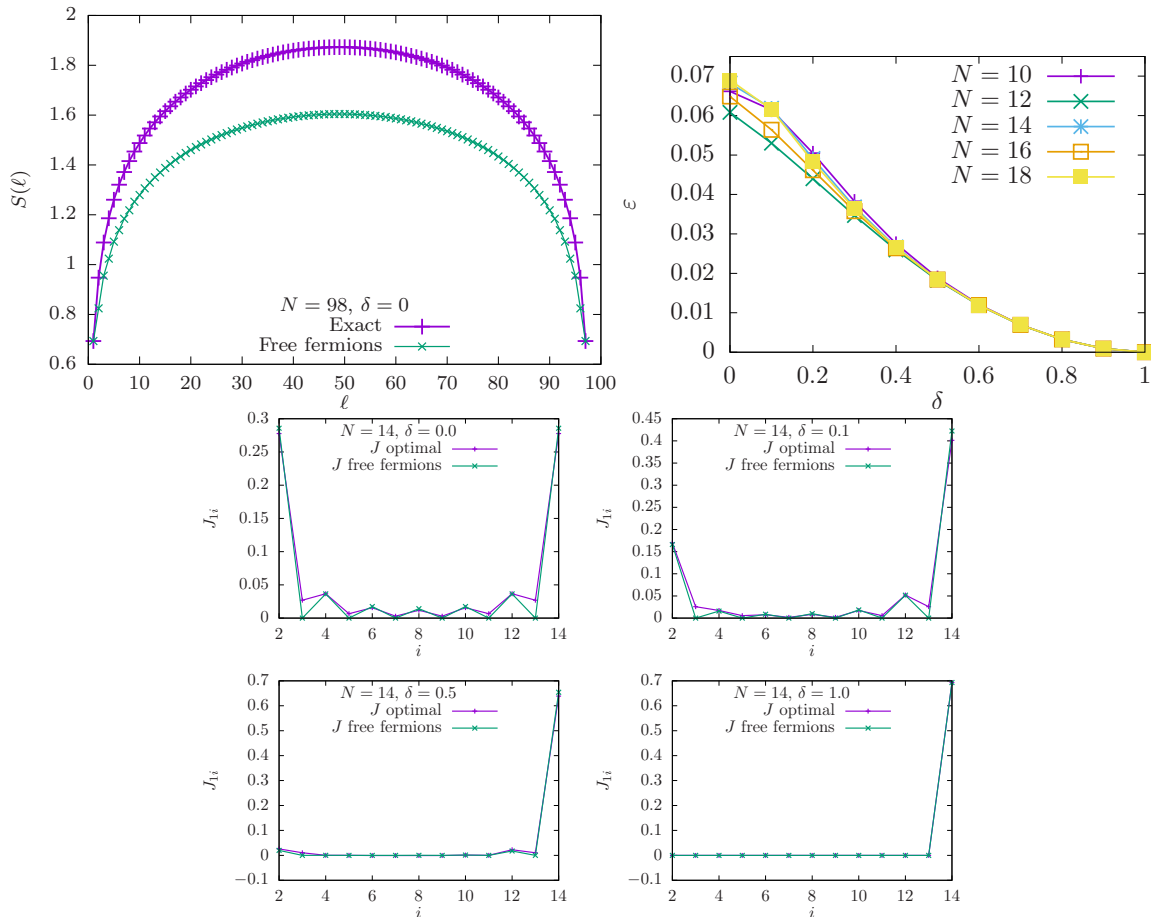 2
1.8
1.6
1.4
1.2
1
0.8
0.6
S(ℓ)
N = 98, δ = 0
Exact
Free fermions
0 10 20 30 40 50 60 70 80 90 100
ℓ
0.07
0.06
0.05
0.04
0.03
0.02
0.01
0
ε
N = 10
N = 12
N = 14
N = 16
N = 18
0 0.2 0.4 0.6 0.8 1
δ
0.3
0.25
0.2
0.15
0.1
0.05
0
J1i
N = 14, δ = 0.0
J optimal
J free fermions
2 4 6 8 10 12 14
i
0.45
0.4
0.35
0.3
0.25
0.2
0.15
0.1
0.05
0
J1i
N = 14, δ = 0.1
J optimal
J free fermions
2 4 6 8 10 12 14
i
0.7
0.6
0.5
0.4
0.3
0.2
0.1
0
−0.1
J1i
N = 14, δ = 0.5
J optimal
J free fermions
2 4 6 8 10 12 14
i
0.7
0.6
0.5
0.4
0.3
0.2
0.1
0
−0.1
J1i
N = 14, δ = 1.0
J optimal
J free fermions
2 4 6 8 10 12 14
i